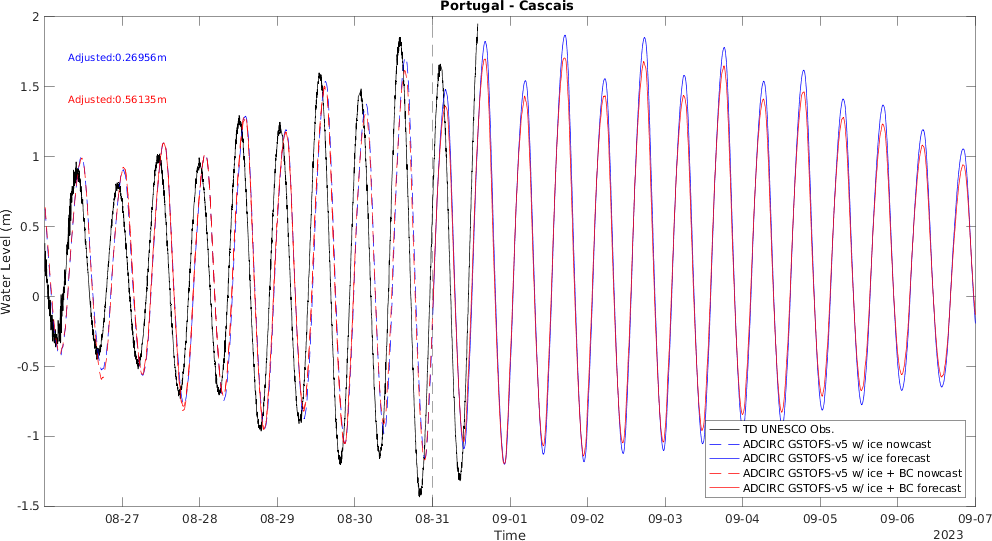 Portugal - Cascais
Adjusted:0.26956m
Adjusted:0.56135m
Water Level (m)
2
1.5
1
0.5
0
-0.5
-1
-1.5
TD UNESCO Obs.
ADCIRC GSTOFS-v5 w/ ice nowcast
ADCIRC GSTOFS-v5 w/ ice forecast
ADCIRC GSTOFS-v5 w/ ice + BC nowcast
ADCIRC GSTOFS-v5 w/ ice + BC forecast
08-27 08-28 08-29 08-30 08-31 09-01 09-02 09-03 09-04 09-05 09-06 09-07
Time
2023